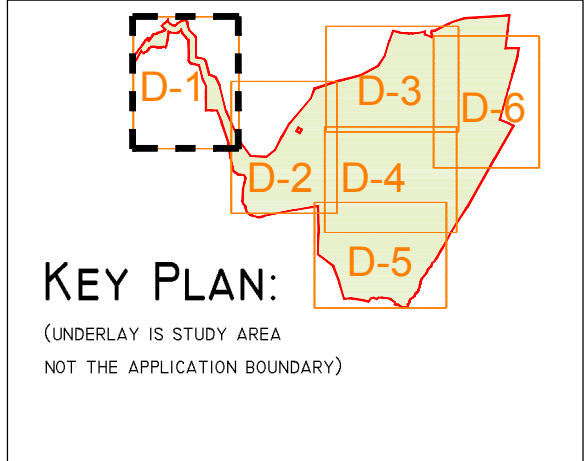 D-1
D-3
D-6
D-2
D-4
D-5
KEY PLAN:
(UNDERLAY IS STUDY AREA
NOT THE APPLICATION BOUNDARY)